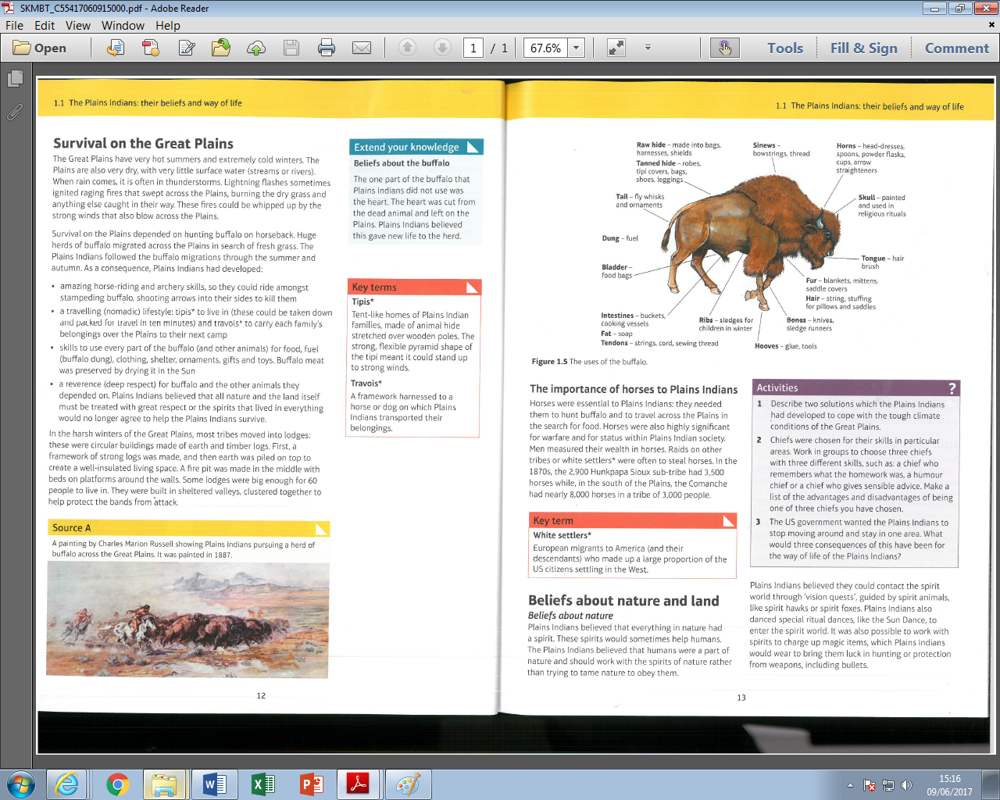 SKMBT_C55417060915000.pdf - Adobe Reader
File Edit View Window Help
Open 1 / 1 67.6% Tools Fill & Sign Comment
1.1 The Plains Indians: their beliefs and way of life
Survival on the Great Plains
The Great Plains have very hot summers and extremely cold winters. The
Plains are also very dry, with very little surface water (streams or rivers).
When rain comes, it is often in thunderstorms. Lightning flashes sometimes
ignited raging fires that swept across the Plains, burning the dry grass and
anything else caught in their way. These fires could be whipped up by the
strong winds that also blow across the Plains.
Survival on the Plains depended on hunting buffalo on horseback. Huge
herds of buffalo migrated across the Plains in search of fresh grass. The
Plains Indians followed the buffalo migrations through the summer and
autumn. As a consequence, Plains Indians had developed:
• amazing horse-riding and archery skills, so they could ride amongst
stampeding buffalo, shooting arrows into their sides to kill them
• a travelling (nomadic) lifestyle: tipis* to live in (these could be taken down
and packed for travel in ten minutes) and travois* to carry each family's
belongings over the Plains to their next camp
• skills to use every part of the buffalo (and other animals) for food, fuel
(buffalo dung), clothing, shelter, ornaments, gifts and toys. Buffalo meat
was preserved by drying it in the Sun
• a reverence (deep respect) for buffalo and the other animals they
depended on. Plains Indians believed that all nature and the land itself
must be treated with great respect or the spirits that lived in everything
would no longer agree to help the Plains Indians survive.
In the harsh winters of the Great Plains, most tribes moved into lodges:
these were circular buildings made of earth and timber logs. First, a
framework of strong logs was made, and then earth was piled on top to
create a well-insulated living space. A fire pit was made in the middle with
beds on platforms around the walls. Some lodges were big enough for 60
people to live in. They were built in sheltered valleys, clustered together to
help protect the bands from attack.
Source A
A painting by Charles Marion Russell showing Plains Indians pursuing a herd of
buffalo across the Great Plains. It was painted in 1887.
Extend your knowledge
Beliefs about the buffalo
The one part of the buffalo that
Plains Indians did not use was
the heart. The heart was cut from
the dead animal and left on the
Plains. Plains Indians believed
this gave new life to the herd.
Key terms
Tipis*
Tent-like homes of Plains Indian
families, made of animal hide
stretched over wooden poles. The
strong, flexible pyramid shape of
the tipi meant it could stand up
to strong winds.
Travois*
A framework harnessed to a
horse or dog on which Plains
Indians transported their
belongings.
12
1.1 The Plains Indians: their beliefs and way of life
Raw hide – made into bags,
harnesses, shields
Tanned hide – robes,
tipi covers, bags,
shoes, leggings
Sinews –
bowstrings, thread
Horns – head-dresses,
spoons, powder flasks,
cups, arrow
straighteners
Tail – fly whisks
and ornaments
Skull – painted
and used in
religious rituals
Dung – fuel
Bladder –
food bags
Tongue – hair
brush
Fur – blankets, mittens,
saddle covers
Hair – string, stuffing
for pillows and saddles
Intestines – buckets,
cooking vessels
Fat – soap
Tendons – strings, cord, sewing thread
Ribs – sledges for
children in winter
Bones – knives,
sledge runners
Hooves – glue, tools
Figure 1.5 The uses of the buffalo.
The importance of horses to Plains Indians
Horses were essential to Plains Indians: they needed
them to hunt buffalo and to travel across the Plains in
the search for food. Horses were also highly significant
for warfare and for status within Plains Indian society.
Men measured their wealth in horses. Raids on other
tribes or white settlers* were often to steal horses. In the
1870s, the 2,900 Hunkpapa Sioux sub-tribe had 3,500
horses while, in the south of the Plains, the Comanche
had nearly 8,000 horses in a tribe of 3,000 people.
Key term
White settlers*
European migrants to America (and their
descendants) who made up a large proportion of the
US citizens settling in the West.
Beliefs about nature and land
Beliefs about nature
Plains Indians believed that everything in nature had
a spirit. These spirits would sometimes help humans.
The Plains Indians believed that humans were a part of
nature and should work with the spirits of nature rather
than trying to tame nature to obey them.
Activities ?
1 Describe two solutions which the Plains Indians
had developed to cope with the tough climate
conditions of the Great Plains.
2 Chiefs were chosen for their skills in particular
areas. Work in groups to choose three chiefs
with three different skills, such as: a chief who
remembers what the homework was, a humour
chief or a chief who gives sensible advice. Make a
list of the advantages and disadvantages of being
one of three chiefs you have chosen.
3 The US government wanted the Plains Indians to
stop moving around and stay in one area. What
would three consequences of this have been for
the way of life of the Plains Indians?
Plains Indians believed they could contact the spirit
world through 'vision quests', guided by spirit animals,
like spirit hawks or spirit foxes. Plains Indians also
danced special ritual dances, like the Sun Dance, to
enter the spirit world. It was also possible to work with
spirits to charge up magic items, which Plains Indians
would wear to bring them luck in hunting or protection
from weapons, including bullets.
13
15:16
09/06/2017